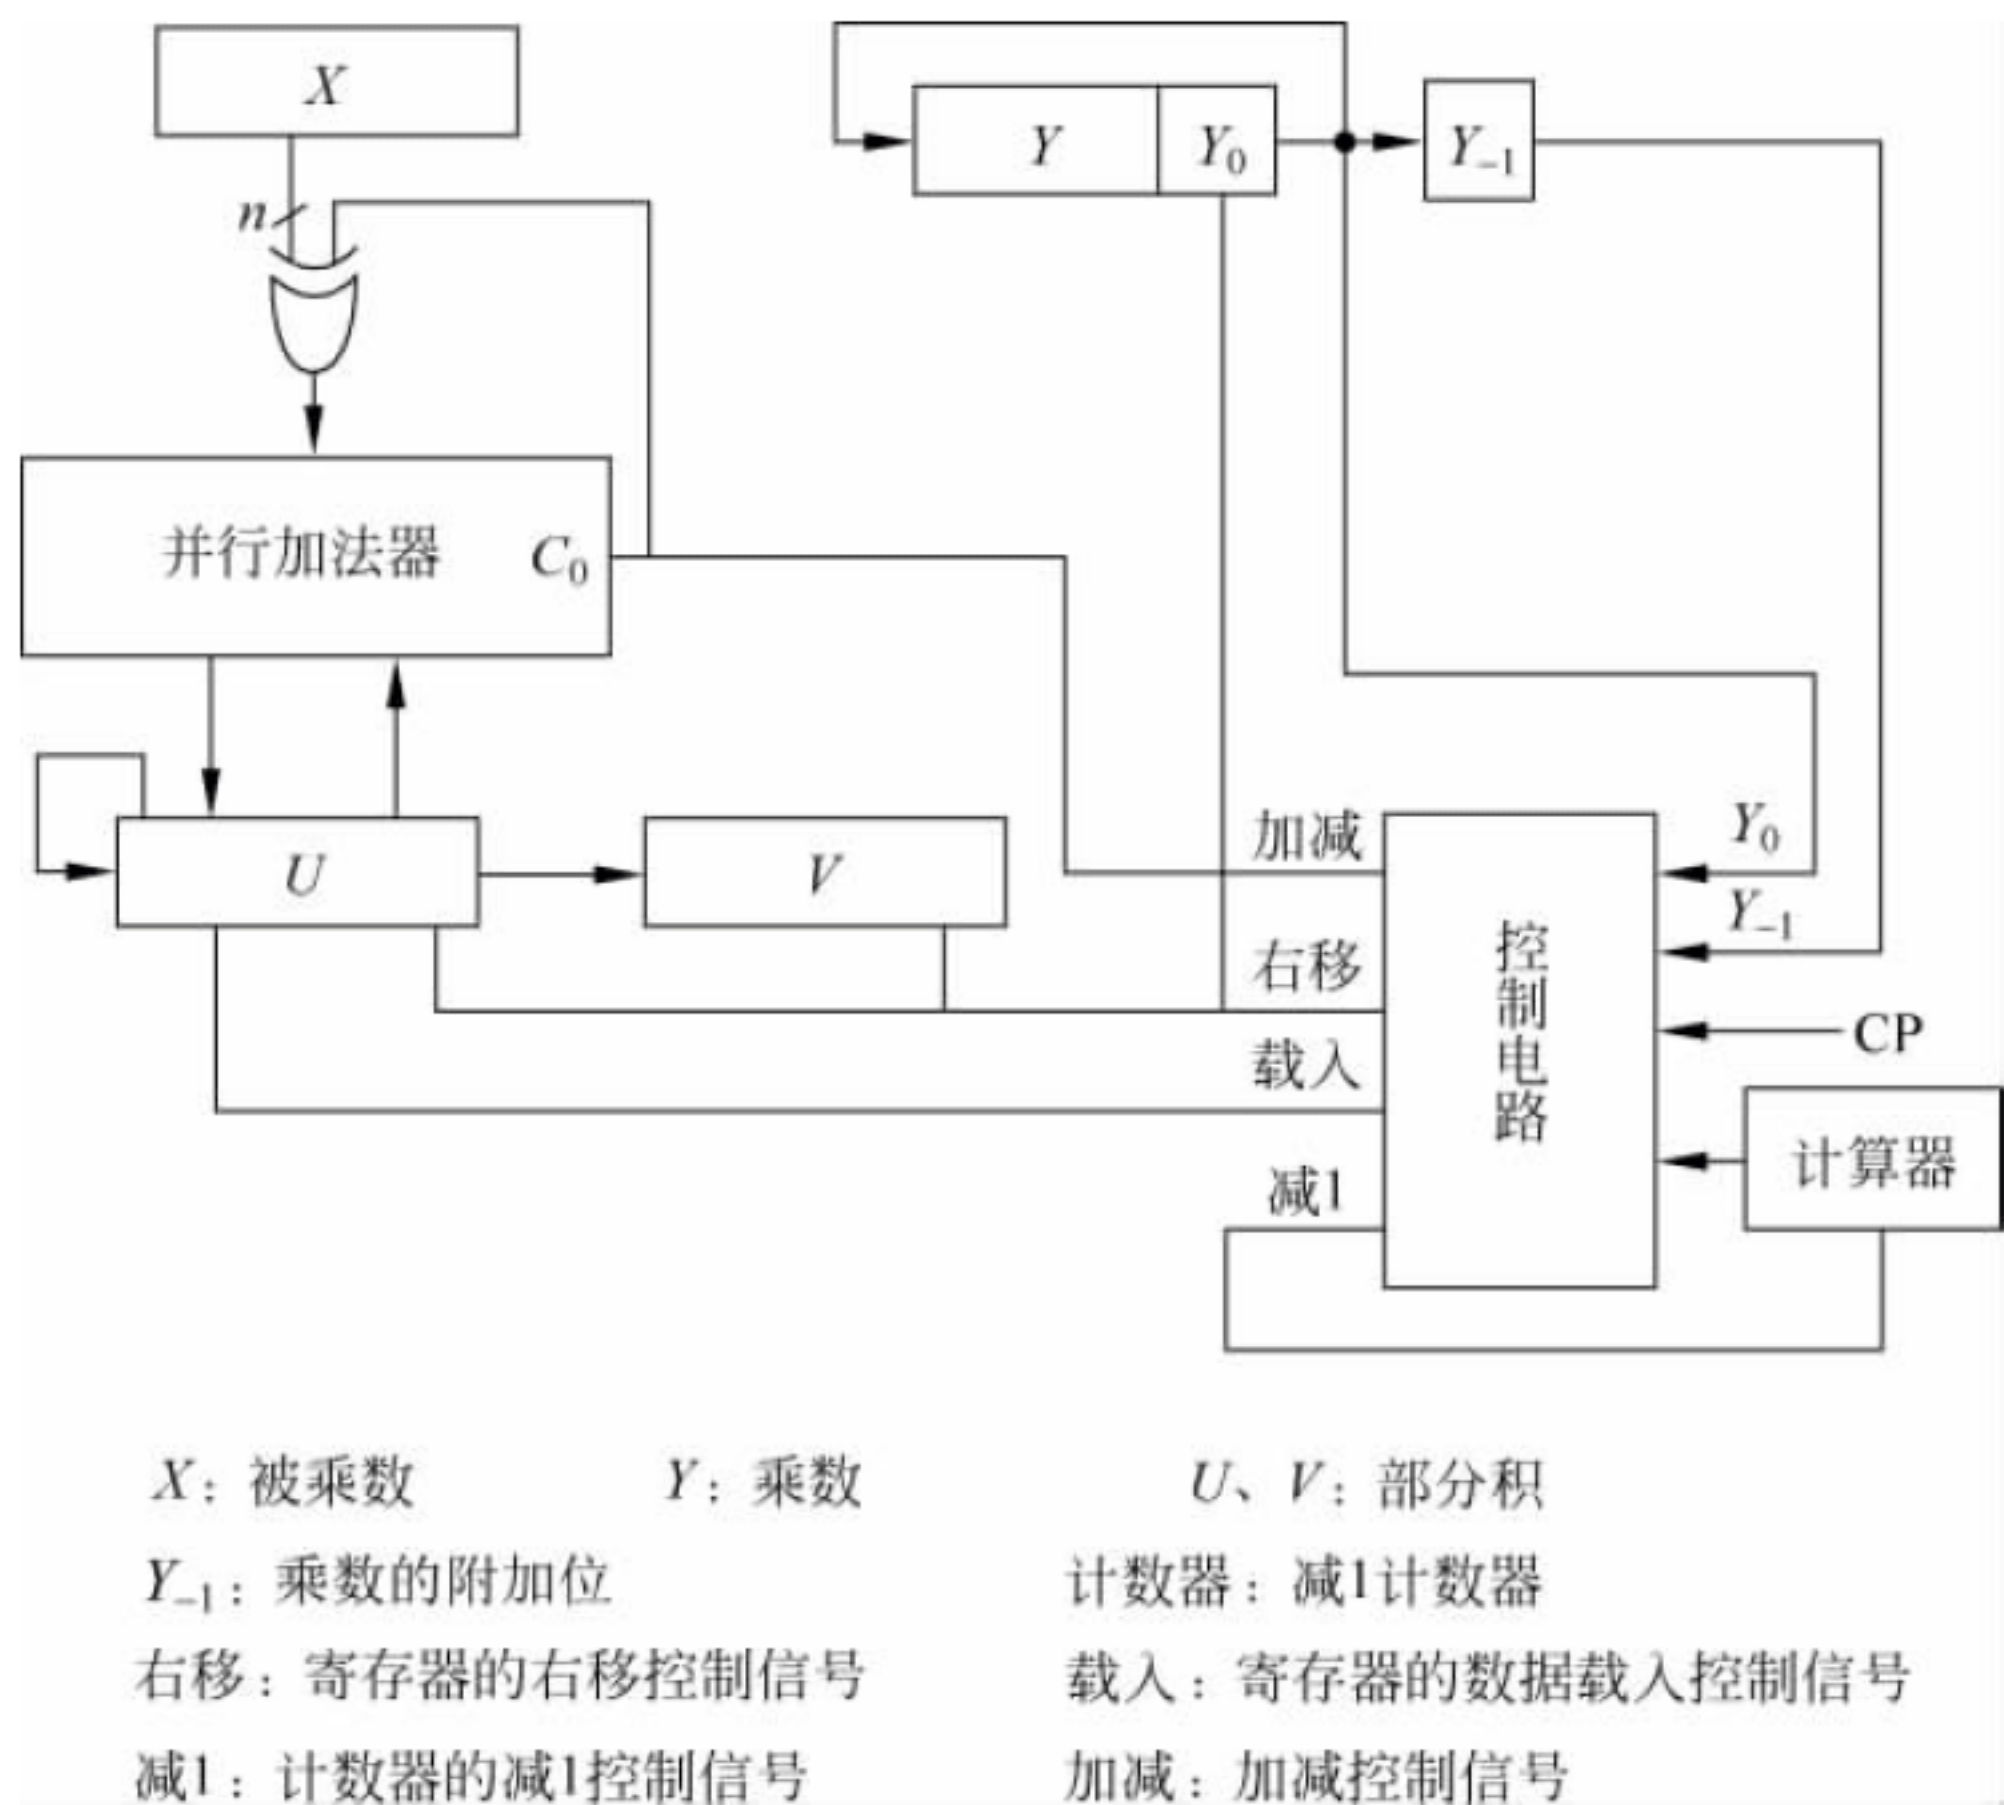 X
Y
Y₀
Y₋₁
n
并行加法器
C₀
U
V
加减
右移
载入
减1
控制电路
Y₀
Y₋₁
CP
计算器
X：被乘数
Y：乘数
U、V：部分积
Y₋₁：乘数的附加位
计数器：减1计数器
右移：寄存器的右移控制信号
载入：寄存器的数据载入控制信号
减1：计数器的减1控制信号
加减：加减控制信号